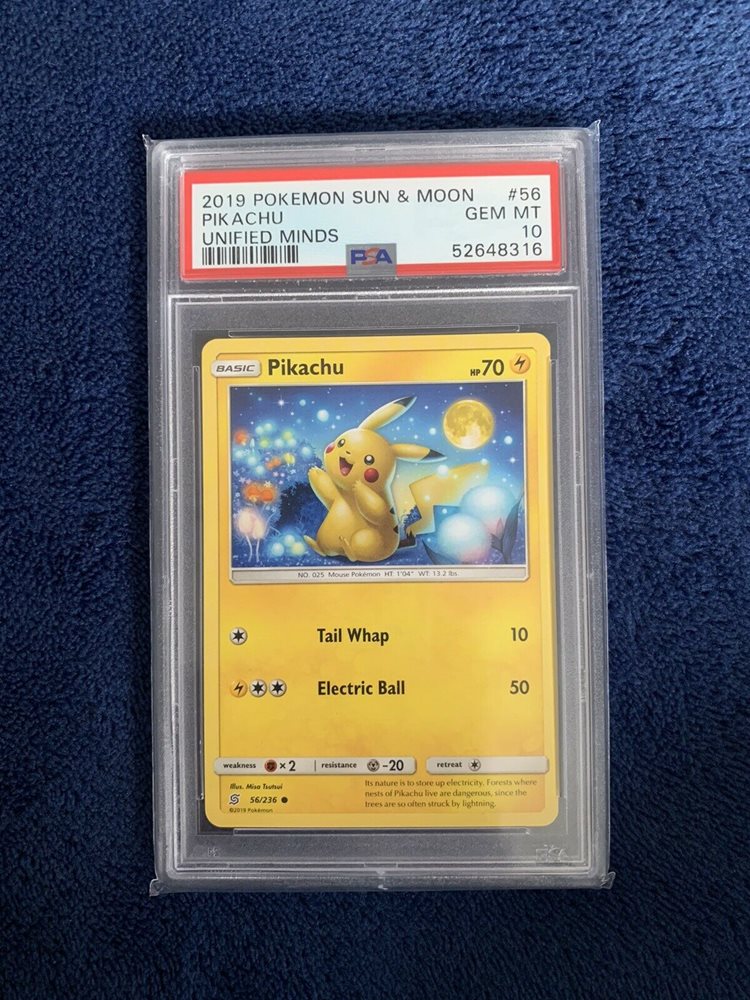 2019 POKEMON SUN & MOON #56
PIKACHU GEM MT
UNIFIED MINDS 10
PSA 52648316
BASIC Pikachu HP 70
NO. 025 Mouse Pokémon HT: 1'04" WT: 13.2 lbs.
Tail Whap 10
Electric Ball 50
weakness ×2 resistance -20 retreat
Illus. Misa Tsutsui
56/236
©2019 Pokémon
Its nature is to store up electricity. Forests where
nests of Pikachu live are dangerous, since the
trees are so often struck by lightning.